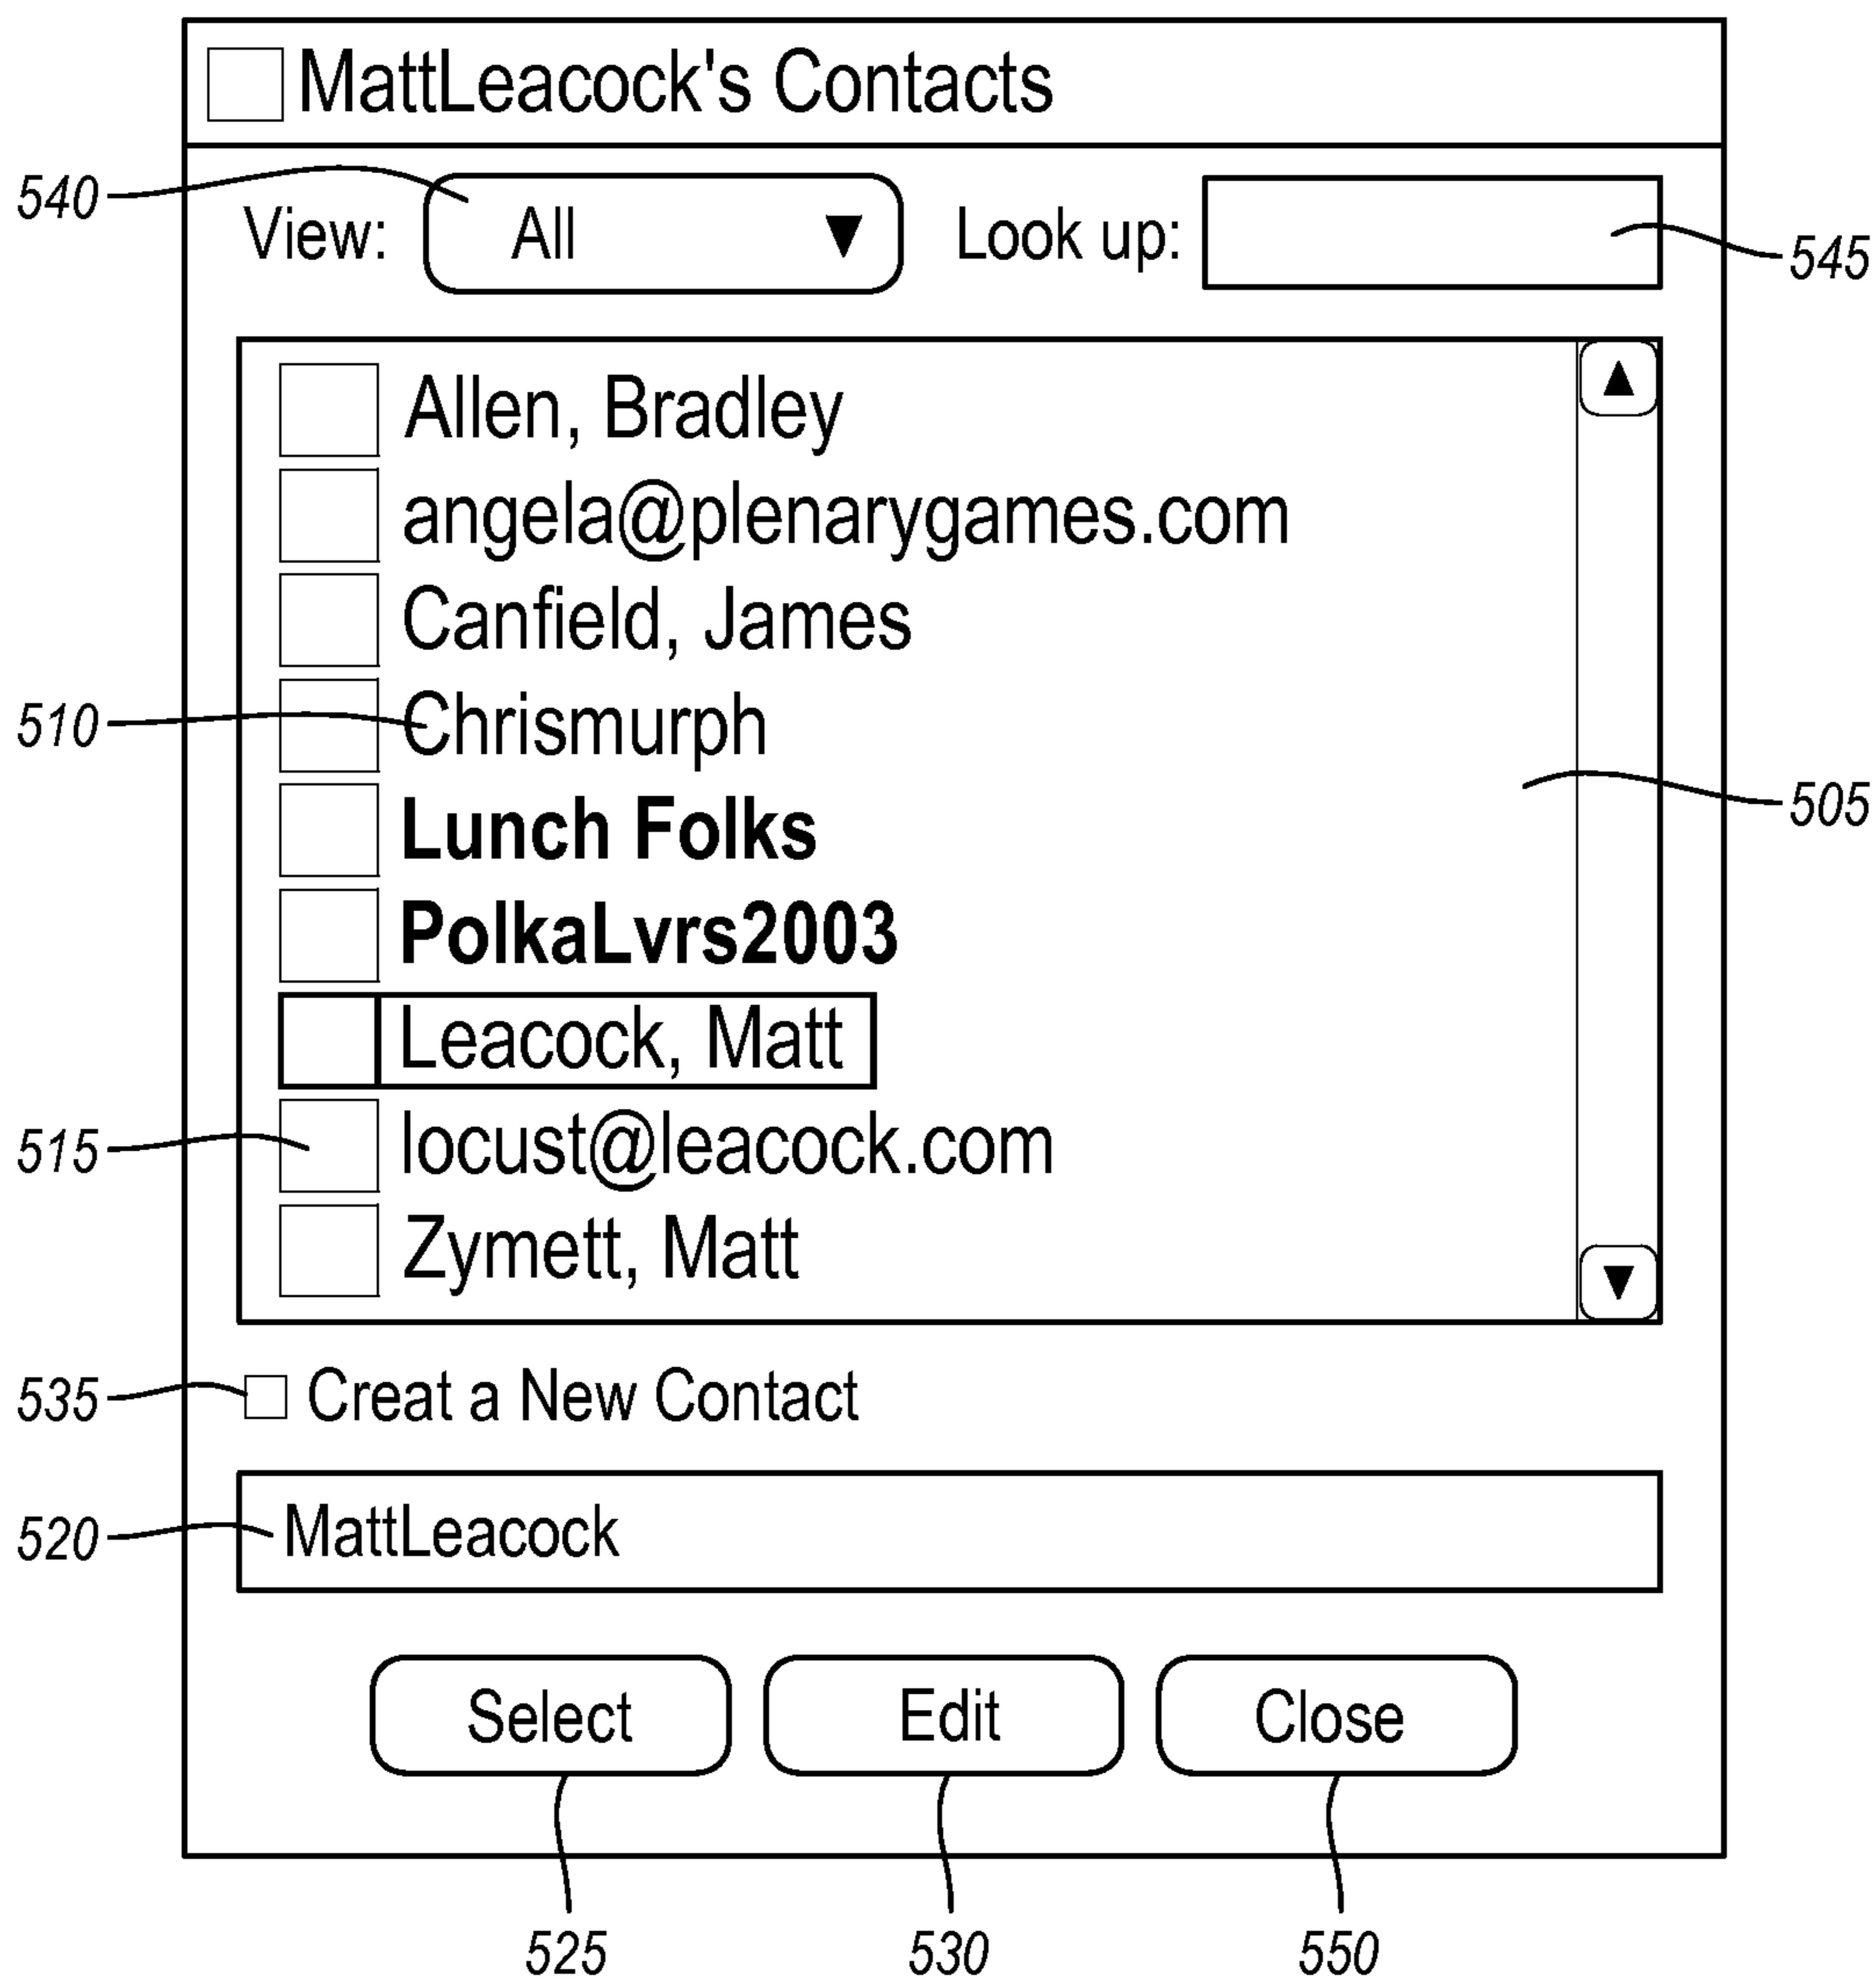 MattLeacock's Contacts
540
View: All ▼ Look up:
545
Allen, Bradley
angela@plenarygames.com
Canfield, James
510
Chrismurph
505
Lunch Folks
PolkaLvrs2003
Leacock, Matt
515
locust@leacock.com
Zymett, Matt
535
Creat a New Contact
520
MattLeacock
Select Edit Close
525 530 550